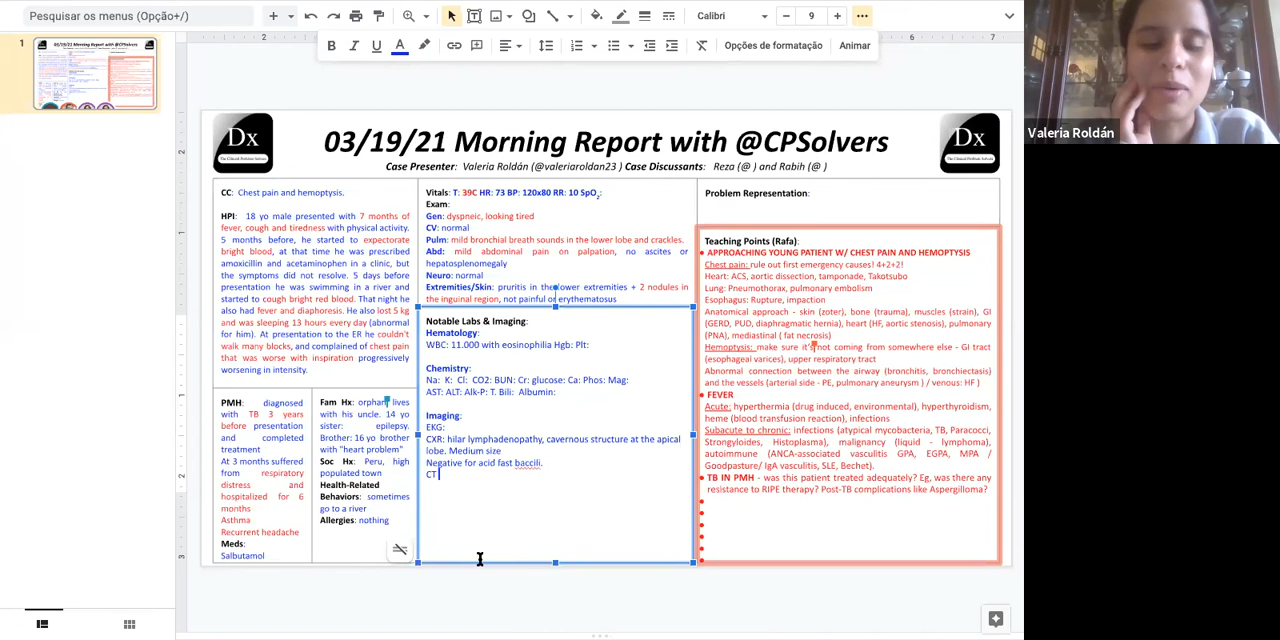 Pesquisar os menus (Opção+/)
Calibri
9
B I U A
Opções de formatação
Animar
2 6 7
1
Dx
The Clinical Problem Solvers
03/19/21 Morning Report with @CPSolvers
Case Presenter: Valeria Roldán (@valeriaroldan23 ) Case Discussants: Reza (@ ) and Rabih (@ )
Dx
The Clinical Problem Solvers
CC: Chest pain and hemoptysis.
HPI: 18 yo male presented with 7 months of
fever, cough and tiredness with physical activity.
5 months before, he started to expectorate
bright blood, at that time he was prescribed
amoxicillin and acetaminophen in a clinic, but
the symptoms did not resolve. 5 days before
presentation he was swimming in a river and
started to cough bright red blood. That night he
also had fever and diaphoresis. He also lost 5 kg
and was sleeping 13 hours every day (abnormal
for him). At presentation to the ER he couldn't
walk many blocks, and complained of chest pain
that was worse with inspiration progressively
worsening in intensity.
PMH: diagnosed
with TB 3 years
before presentation
and completed
treatment
At 3 months suffered
from respiratory
distress and
hospitalized for 6
months
Asthma
Recurrent headache
Meds:
Salbutamol
Fam Hx: orphan, lives
with his uncle. 14 yo
sister: epilepsy.
Brother: 16 yo brother
with "heart problem"
Soc Hx: Peru, high
populated town
Health-Related
Behaviors: sometimes
go to a river
Allergies: nothing
Vitals: T: 39C HR: 73 BP: 120x80 RR: 10 SpO2:
Exam:
Gen: dyspneic, looking tired
CV: normal
Pulm: mild bronchial breath sounds in the lower lobe and crackles.
Abd: mild abdominal pain on palpation, no ascites or
hepatosplenomegaly
Neuro: normal
Extremities/Skin: pruritis in the lower extremities + 2 nodules in
the inguinal region, not painful or erythematosus
Notable Labs & Imaging:
Hematology:
WBC: 11.000 with eosinophilia Hgb: Plt:
Chemistry:
Na: K: Cl: CO2: BUN: Cr: glucose: Ca: Phos: Mag:
AST: ALT: Alk-P: T. Bili: Albumin:
Imaging:
EKG:
CXR: hilar lymphadenopathy, cavernous structure at the apical
lobe. Medium size
Negative for acid fast baccili.
CT
Problem Representation:
Teaching Points (Rafa):
• APPROACHING YOUNG PATIENT W/ CHEST PAIN AND HEMOPTYSIS
Chest pain: rule out first emergency causes! 4+2+2!
Heart: ACS, aortic dissection, tamponade, Takotsubo
Lung: Pneumothorax, pulmonary embolism
Esophagus: Rupture, impaction
Anatomical approach - skin (zoter), bone (trauma), muscles (strain), GI
(GERD, PUD, diaphragmatic hernia), heart (HF, aortic stenosis), pulmonary
(PNA), mediastinal ( fat necrosis)
Hemoptysis: make sure it's not coming from somewhere else - GI tract
(esophageal varices), upper respiratory tract
Abnormal connection between the airway (bronchitis, bronchiectasis)
and the vessels (arterial side - PE, pulmonary aneurysm ) / venous: HF )
• FEVER
Acute: hyperthermia (drug induced, environmental), hyperthyroidism,
heme (blood transfusion reaction), infections
Subacute to chronic: infections (atypical mycobacteria, TB, Paracocci,
Strongyloides, Histoplasma), malignancy (liquid - lymphoma),
autoimmune (ANCA-associated vasculitis GPA, EGPA, MPA /
Goodpasture/ IgA vasculitis, SLE, Bechet).
• TB IN PMH - was this patient treated adequately? Eg, was there any
resistance to RIPE therapy? Post-TB complications like Aspergilloma?
Valeria Roldán